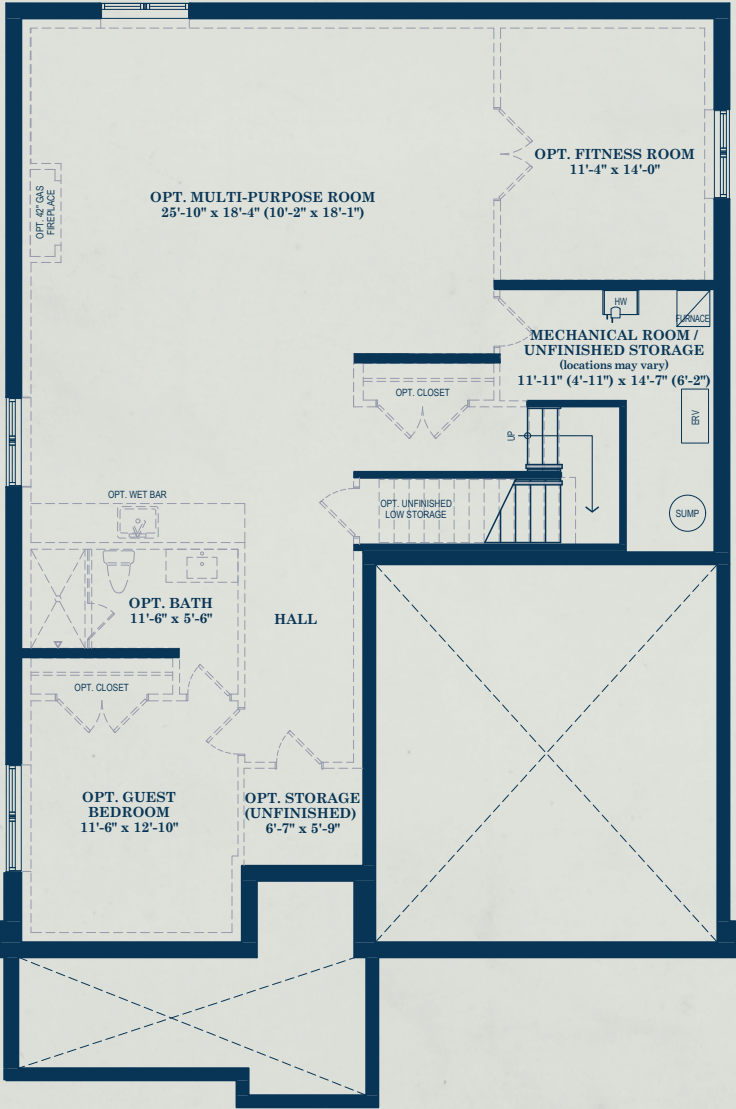 OPT. FITNESS ROOM
11'-4" x 14'-0"
OPT. MULTI-PURPOSE ROOM
25'-10" x 18'-4" (10'-2" x 18'-1")
OPT. 42" GAS
FIREPLACE
HW
FURNACE
MECHANICAL ROOM /
UNFINISHED STORAGE
(locations may vary)
11'-11" (4'-11") x 14'-7" (6'-2")
OPT. CLOSET
ERV
UP
OPT. WET BAR
OPT. UNFINISHED
LOW STORAGE
SUMP
OPT. BATH
11'-6" x 5'-6"
HALL
OPT. CLOSET
OPT. GUEST
BEDROOM
11'-6" x 12'-10"
OPT. STORAGE
(UNFINISHED)
6'-7" x 5'-9"